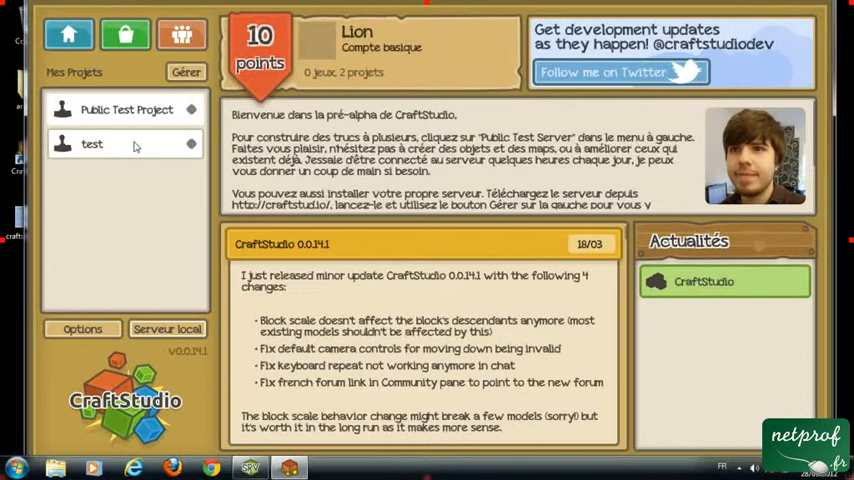 10
points
Lion
Compte basique
0 jeux, 2 projets
Get development updates
as they happen! @craftstudiodev
Follow me on Twitter
Mes Projets
Gérer
Public Test Project
test
Bienvenue dans la pré-alpha de CraftStudio,
Pour construire des trucs à plusieurs, cliquez sur "Public Test Server" dans le menu à gauche.
Faites vous plaisir, n'hésitez pas à créer des objets et des maps, ou à améliorer ceux qui
existent déjà. J'essaie d'être connecté au serveur quelques heures chaque jour, je peux
vous donner un coup de main si besoin.
Vous pouvez aussi installer votre propre serveur. Téléchargez le serveur depuis
http://craftstud.io/, lancez-le et utilisez le bouton Gérer sur la gauche pour vous y
CraftStudio 0.0.14.1
18/03
I just released minor update CraftStudio 0.0.14.1 with the following 4
changes:
• Block scale doesn't affect the block's descendants anymore (most
existing models shouldn't be affected by this)
• Fix default camera controls for moving down being invalid
• Fix keyboard repeat not working anymore in chat
• Fix french forum link in Community pane to point to the new forum
The block scale behavior change might break a few models (sorry!) but
it's worth it in the long run as it makes more sense.
Actualités
CraftStudio
Options
Serveur local
v0.0.14.1
CraftStudio
SRV
FR
netprof
.fr